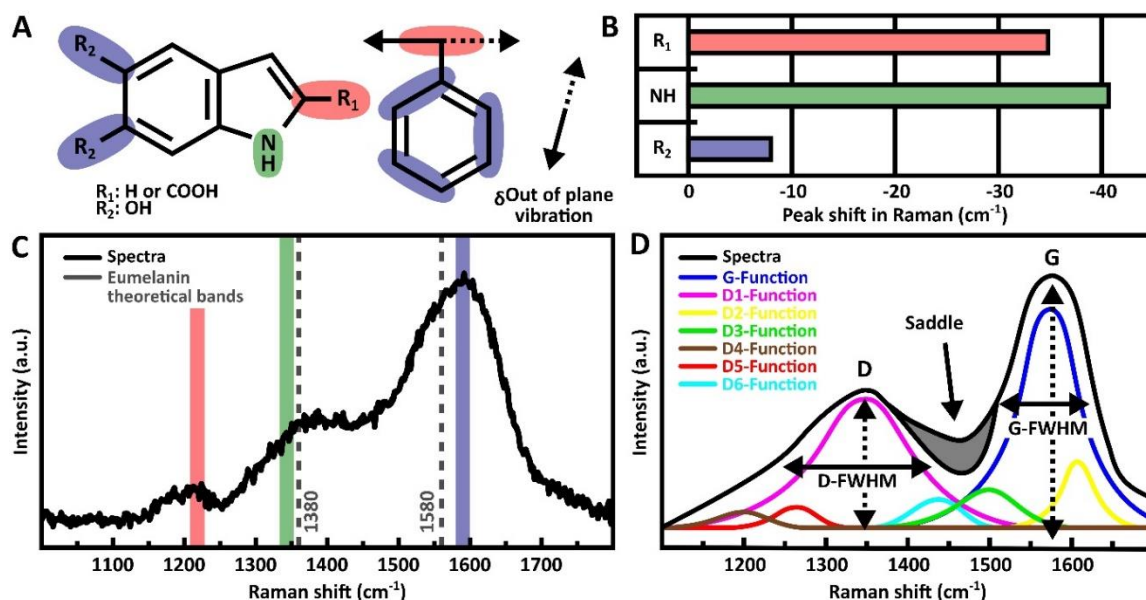 A
R₂
R₂
R₁
N
H
R₁: H or COOH
R₂: OH
δOut of plane
vibration
B
R₁
NH
R₂
0
-10
-20
-30
-40
Peak shift in Raman (cm⁻¹)
C
Spectra
Eumelanin
theoretical bands
1380
1580
Intensity (a.u.)
1100
1200
1300
1400
1500
1600
1700
Raman shift (cm⁻¹)
D
Spectra
G-Function
D1-Function
D2-Function
D3-Function
D4-Function
D5-Function
D6-Function
Saddle
G
D
G-FWHM
D-FWHM
Intensity (a.u.)
1200
1300
1400
1500
1600
Raman shift (cm⁻¹)